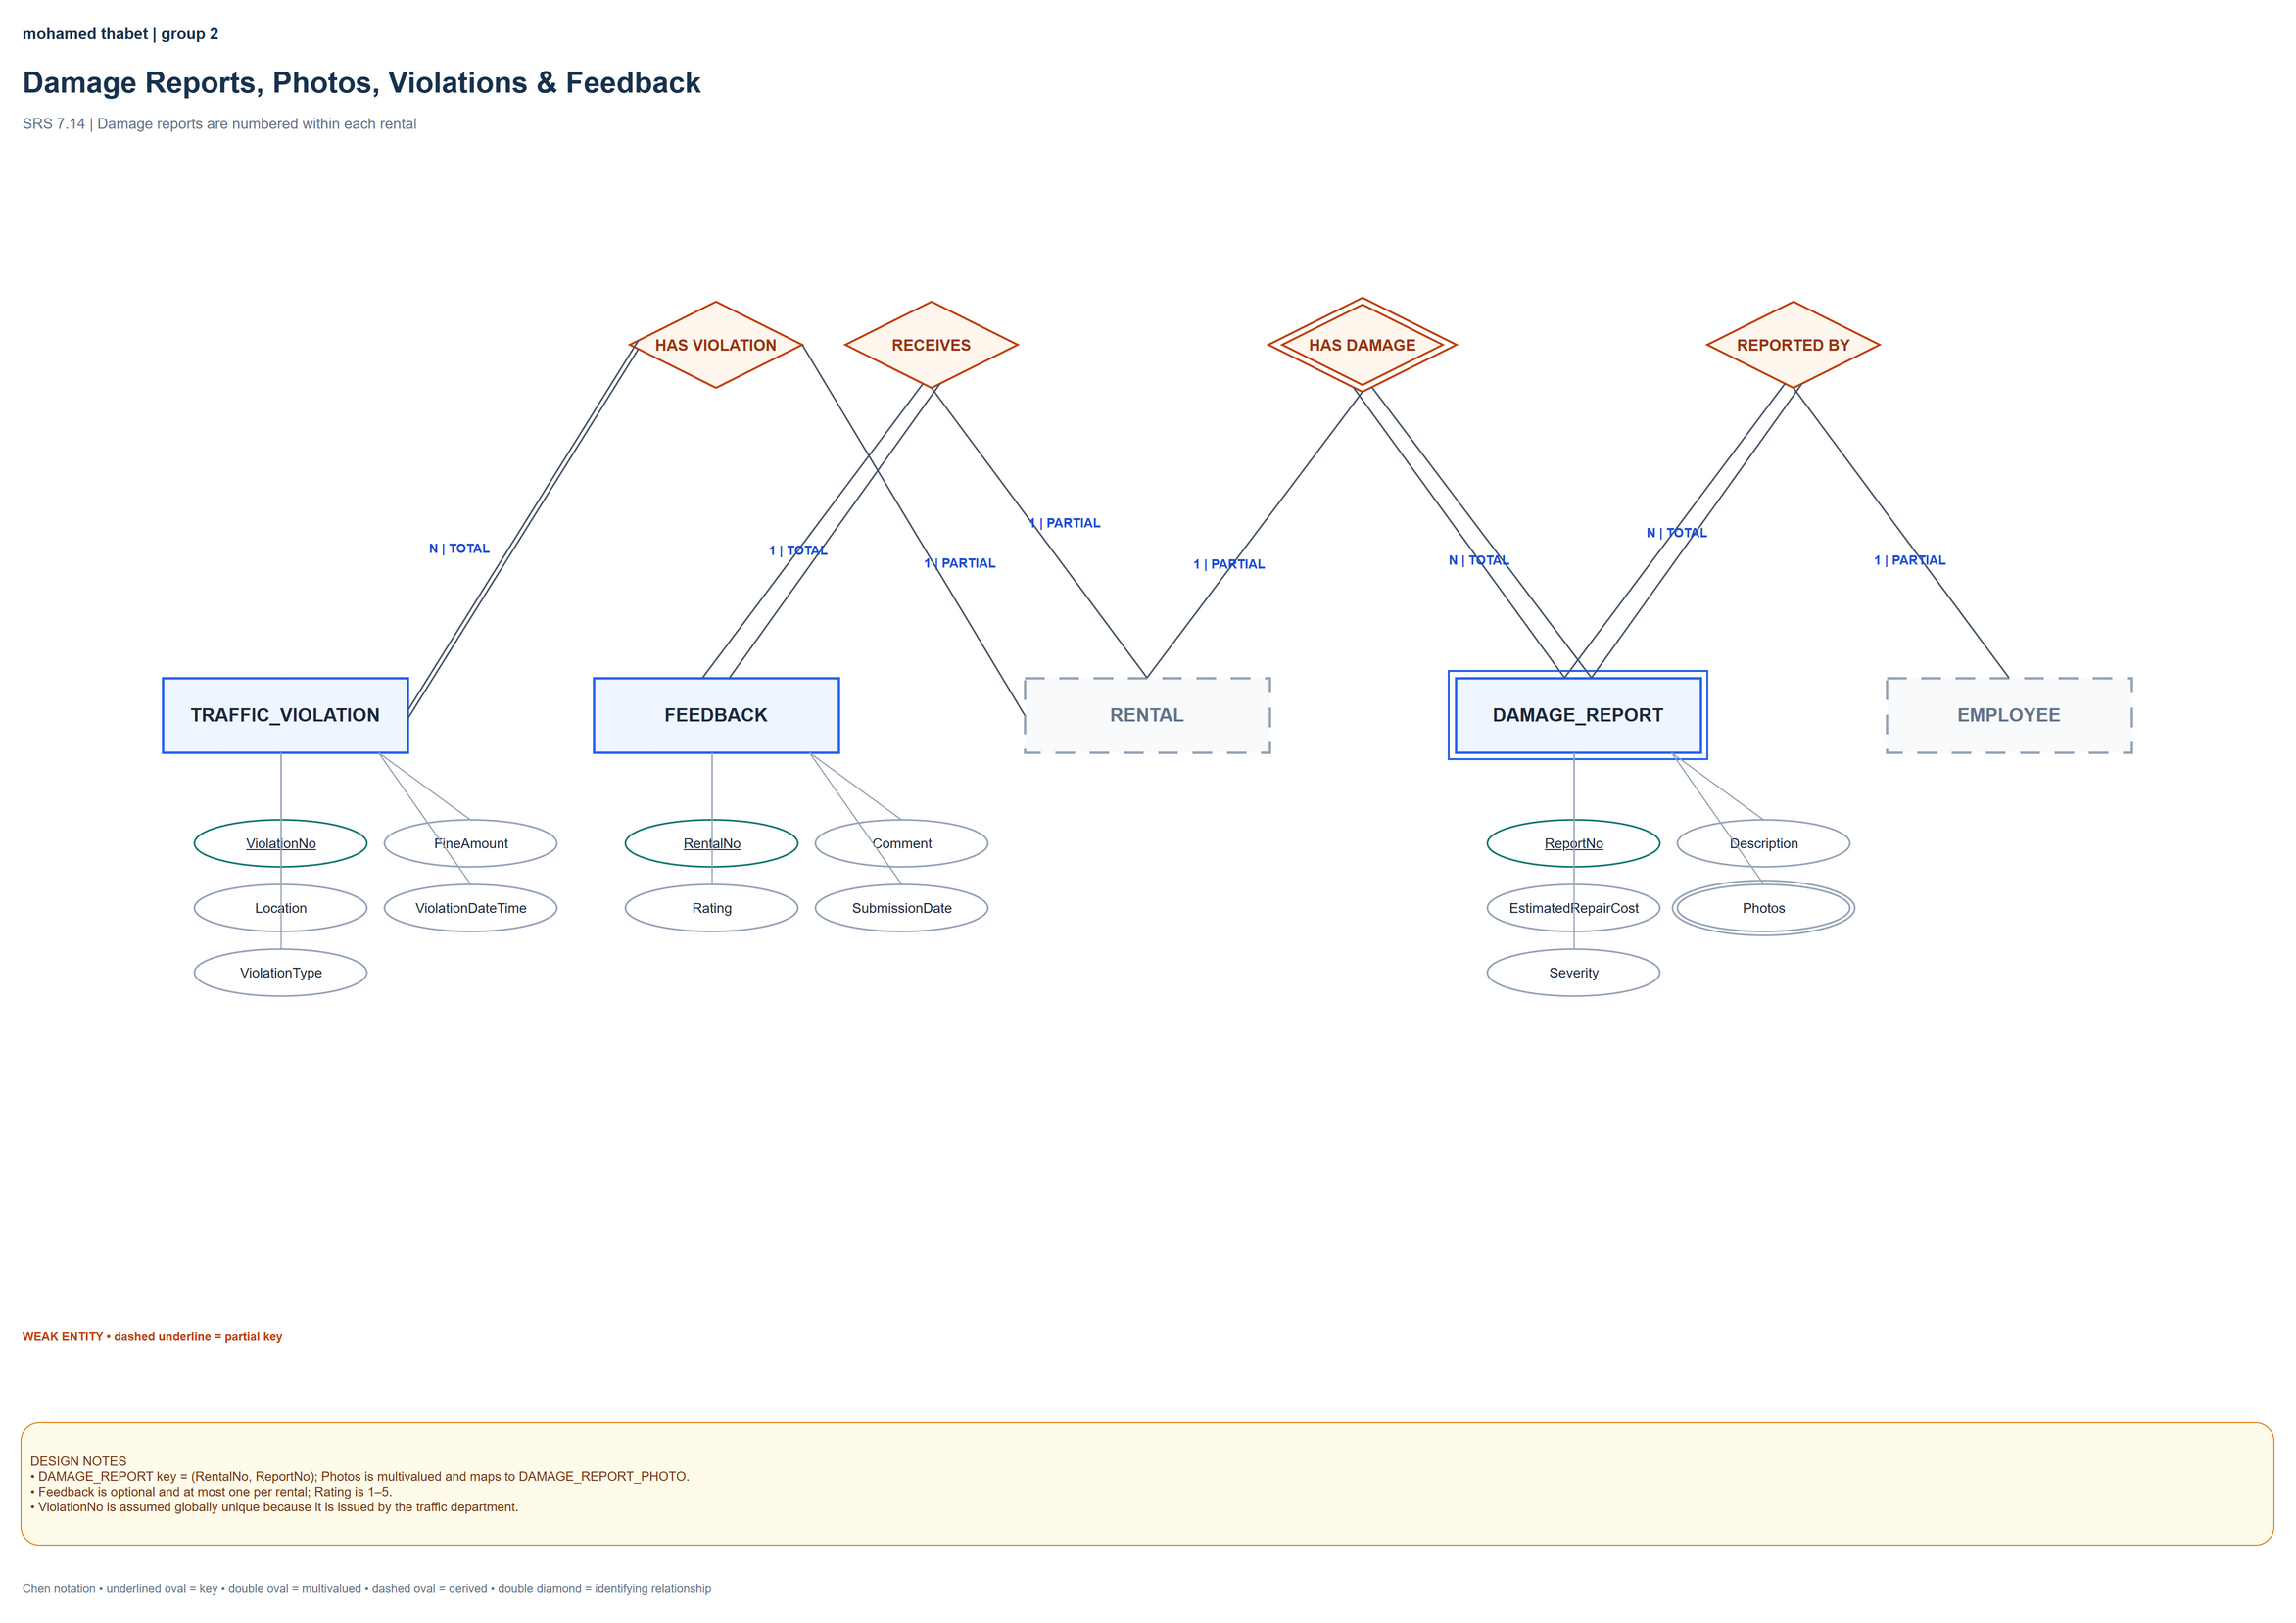 mohamed thabet | group 2
Damage Reports, Photos, Violations & Feedback
SRS 7.14 | Damage reports are numbered within each rental
HAS VIOLATION
RECEIVES
HAS DAMAGE
REPORTED BY
1 | PARTIAL
N | TOTAL
N | TOTAL
1 | TOTAL
1 | PARTIAL
1 | PARTIAL
N | TOTAL
1 | PARTIAL
TRAFFIC_VIOLATION
FEEDBACK
RENTAL
DAMAGE_REPORT
EMPLOYEE
ViolationNo
FineAmount
RentalNo
Comment
ReportNo
Description
Location
ViolationDateTime
Rating
SubmissionDate
EstimatedRepairCost
Photos
ViolationType
Severity
WEAK ENTITY • dashed underline = partial key
DESIGN NOTES
• DAMAGE_REPORT key = (RentalNo, ReportNo); Photos is multivalued and maps to DAMAGE_REPORT_PHOTO.
• Feedback is optional and at most one per rental; Rating is 1–5.
• ViolationNo is assumed globally unique because it is issued by the traffic department.
Chen notation • underlined oval = key • double oval = multivalued • dashed oval = derived • double diamond = identifying relationship